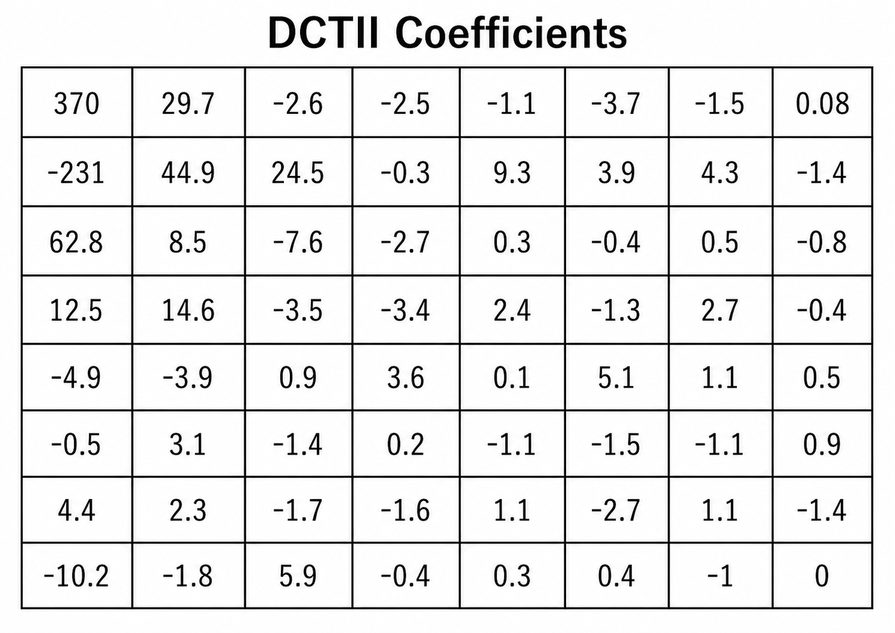 DCTII Coefficients
370 29.7 -2.6 -2.5 -1.1 -3.7 -1.5 0.08
-231 44.9 24.5 -0.3 9.3 3.9 4.3 -1.4
62.8 8.5 -7.6 -2.7 0.3 -0.4 0.5 -0.8
12.5 14.6 -3.5 -3.4 2.4 -1.3 2.7 -0.4
-4.9 -3.9 0.9 3.6 0.1 5.1 1.1 0.5
-0.5 3.1 -1.4 0.2 -1.1 -1.5 -1.1 0.9
4.4 2.3 -1.7 -1.6 1.1 -2.7 1.1 -1.4
-10.2 -1.8 5.9 -0.4 0.3 0.4 -1 0